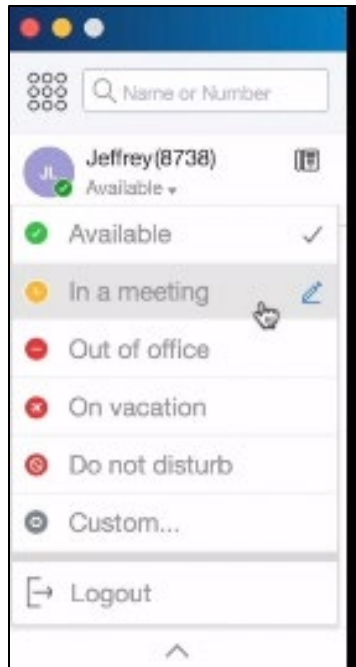 Name or Number
JL
Jeffrey(8738)
Available
Available
In a meeting
Out of office
On vacation
Do not disturb
Custom...
Logout